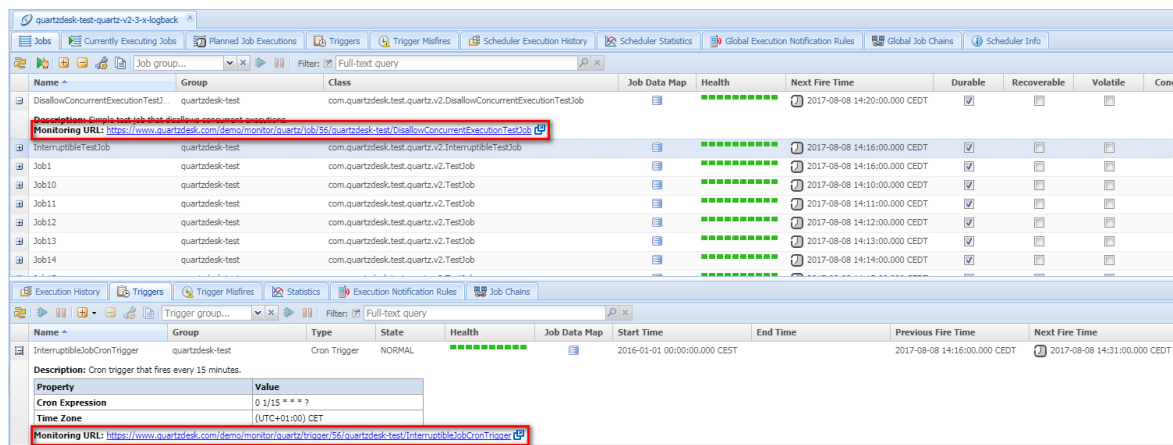 quartzdesk-test-quartz-v2-3-x-logback
Jobs Currently Executing Jobs Planned Job Executions Triggers Trigger Misfires Scheduler Execution History Scheduler Statistics Global Execution Notification Rules Global Job Chains Scheduler Info
Job group... Filter: Full-text query
Name Group Class Job Data Map Health Next Fire Time Durable Recoverable Volatile
DisallowConcurrentExecutionTestJ... quartzdesk-test com.quartzdesk.test.quartz.v2.DisallowConcurrentExecutionTestJob 2017-08-08 14:20:00.000 CEDT
Description: Simple test job that disallows concurrent executions.
Monitoring URL: https://www.quartzdesk.com/demo/monitor/quartz/job/56/quartzdesk-test/DisallowConcurrentExecutionTestJob
InterruptibleTestJob quartzdesk-test com.quartzdesk.test.quartz.v2.InterruptibleTestJob 2017-08-08 14:16:00.000 CEDT
Job1 quartzdesk-test com.quartzdesk.test.quartz.v2.TestJob 2017-08-08 14:16:00.000 CEDT
Job10 quartzdesk-test com.quartzdesk.test.quartz.v2.TestJob 2017-08-08 14:10:00.000 CEDT
Job11 quartzdesk-test com.quartzdesk.test.quartz.v2.TestJob 2017-08-08 14:11:00.000 CEDT
Job12 quartzdesk-test com.quartzdesk.test.quartz.v2.TestJob 2017-08-08 14:12:00.000 CEDT
Job13 quartzdesk-test com.quartzdesk.test.quartz.v2.TestJob 2017-08-08 14:13:00.000 CEDT
Job14 quartzdesk-test com.quartzdesk.test.quartz.v2.TestJob 2017-08-08 14:14:00.000 CEDT
Execution History Triggers Trigger Misfires Statistics Execution Notification Rules Job Chains
Trigger group... Filter: Full-text query
Name Group Type State Health Job Data Map Start Time End Time Previous Fire Time Next Fire Time
InterruptibleJobCronTrigger quartzdesk-test Cron Trigger NORMAL 2016-01-01 00:00:00.000 CEST 2017-08-08 14:16:00.000 CEDT 2017-08-08 14:31:00.000 CEDT
Description: Cron trigger that fires every 15 minutes.
Property Value
Cron Expression 0 1/15 * * * ?
Time Zone (UTC+01:00) CET
Monitoring URL: https://www.quartzdesk.com/demo/monitor/quartz/trigger/56/quartzdesk-test/InterruptibleJobCronTrigger